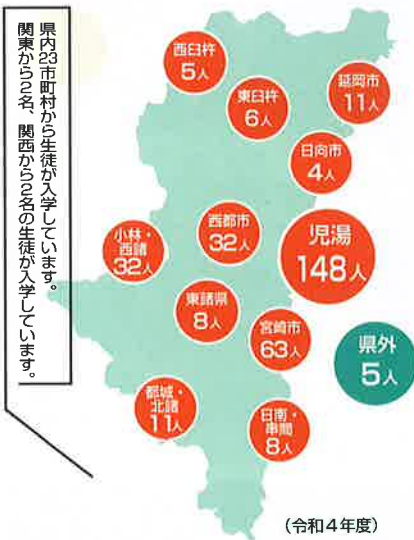 県内23市町村から生徒が入学しています。
関東から2名、関西から2名の生徒が入学しています。
西臼杵
5人
東臼杵
6人
延岡市
11人
日向市
4人
西都市
32人
児湯
148人
小林・
西諸
32人
東諸県
8人
宮崎市
63人
県外
5人
都城・
北諸
11人
日南・
串間
8人
(令和4年度)